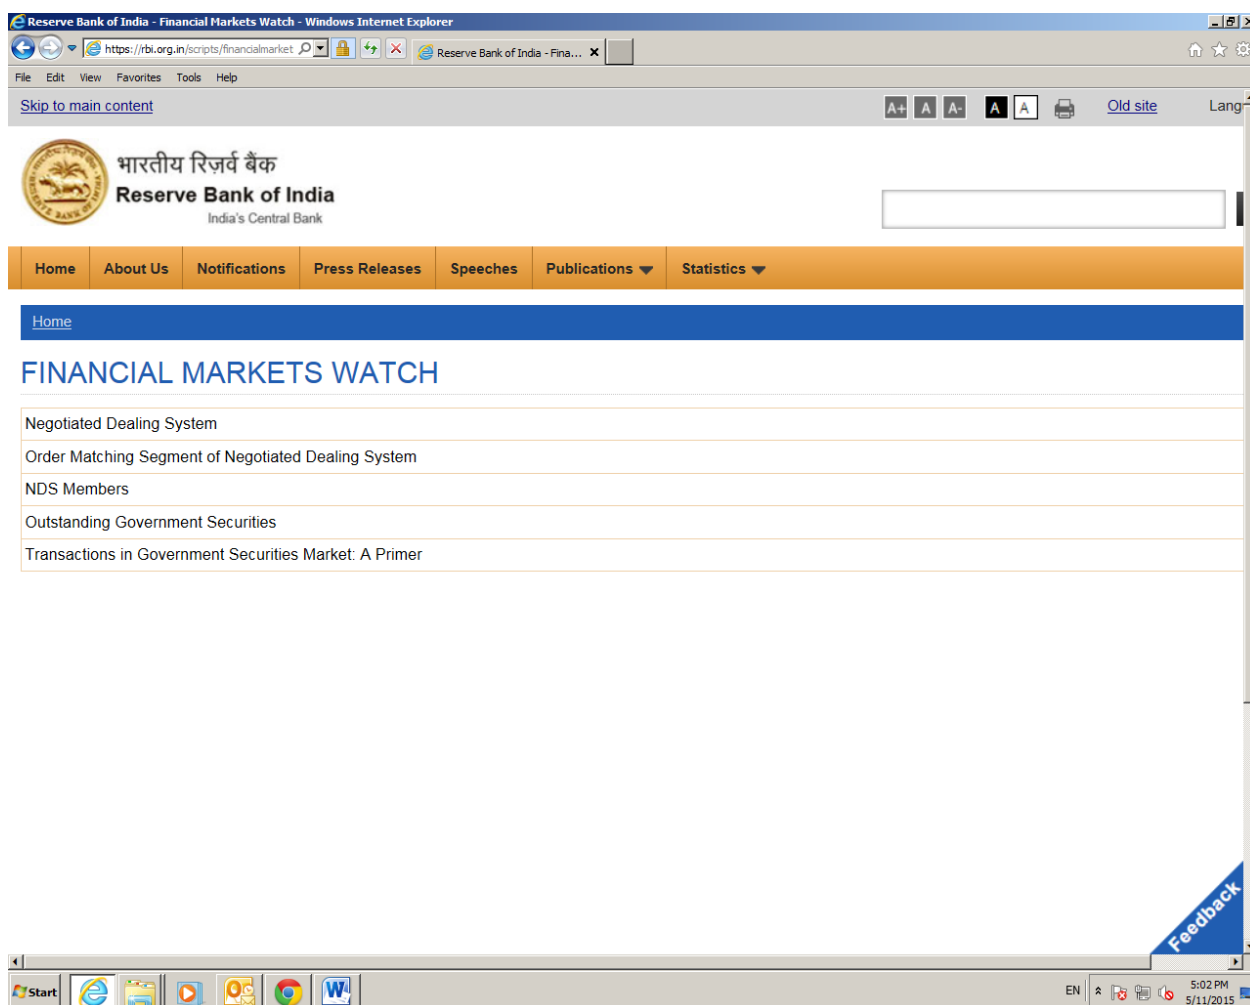 Reserve Bank of India - Financial Markets Watch - Windows Internet Explorer
https://rbi.org.in/scripts/financialmarket
Reserve Bank of India - Fina...
File Edit View Favorites Tools Help
Skip to main content
A+ A A- A A Old site Lang
भारतीय रिज़र्व बैंक
Reserve Bank of India
India's Central Bank
Home About Us Notifications Press Releases Speeches Publications Statistics
Home
FINANCIAL MARKETS WATCH
Negotiated Dealing System
Order Matching Segment of Negotiated Dealing System
NDS Members
Outstanding Government Securities
Transactions in Government Securities Market: A Primer
Feedback
Start EN 5:02 PM
5/11/2015